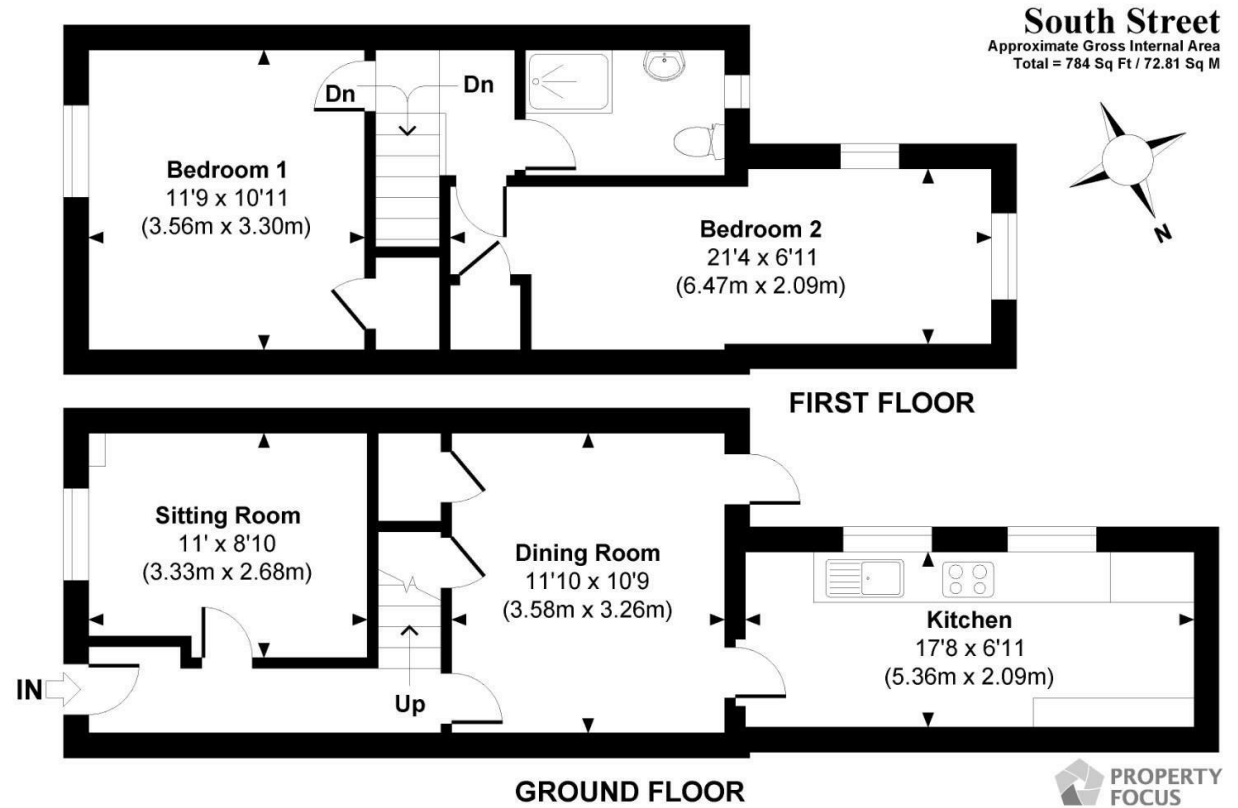 South Street
Approximate Gross Internal Area
Total = 784 Sq Ft / 72.81 Sq M
Dn
Dn
Bedroom 1
11'9 x 10'11
(3.56m x 3.30m)
Bedroom 2
21'4 x 6'11
(6.47m x 2.09m)
N
FIRST FLOOR
Sitting Room
11' x 8'10
(3.33m x 2.68m)
Dining Room
11'10 x 10'9
(3.58m x 3.26m)
Kitchen
17'8 x 6'11
(5.36m x 2.09m)
IN
Up
GROUND FLOOR
PROPERTY
FOCUS